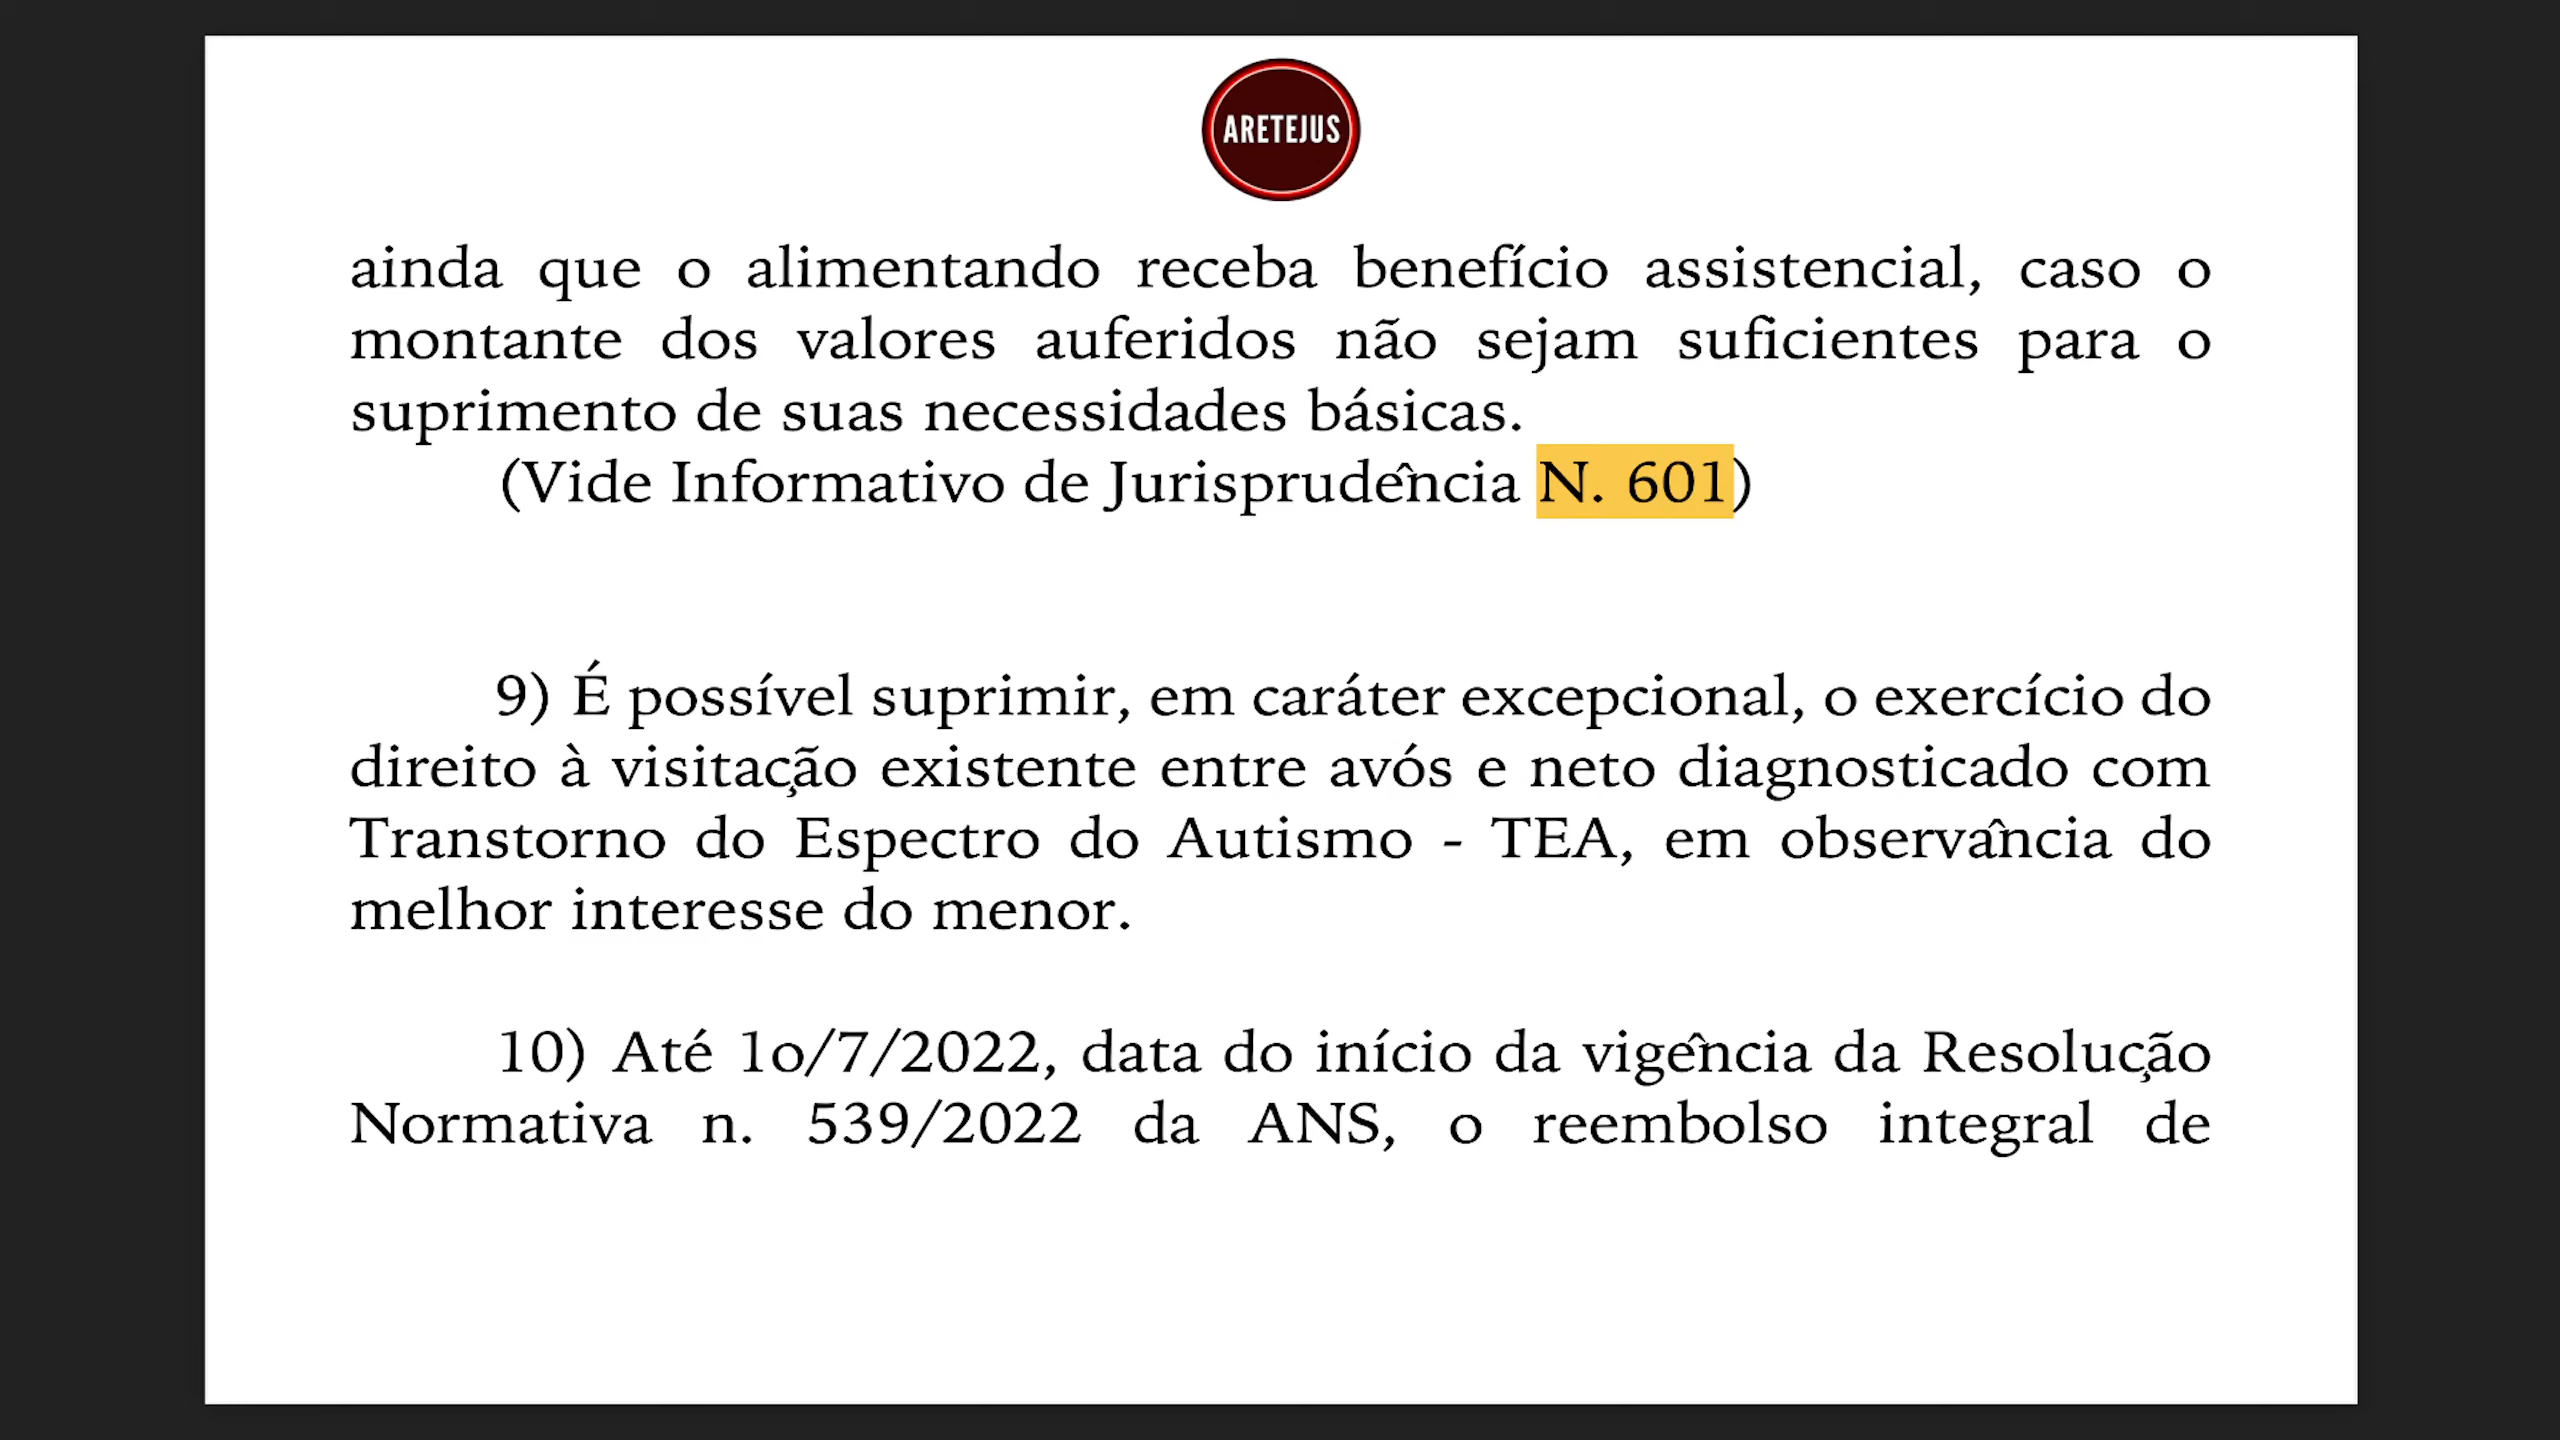 ARETEJUS
ainda que o alimentando receba benefício assistencial, caso o
montante dos valores auferidos não sejam suficientes para o
suprimento de suas necessidades básicas.
(Vide Informativo de Jurisprudência N. 601)
9) É possível suprimir, em caráter excepcional, o exercício do
direito à visitação existente entre avós e neto diagnosticado com
Transtorno do Espectro do Autismo - TEA, em observância do
melhor interesse do menor.
10) Até 1o/7/2022, data do início da vigência da Resolução
Normativa n. 539/2022 da ANS, o reembolso integral de